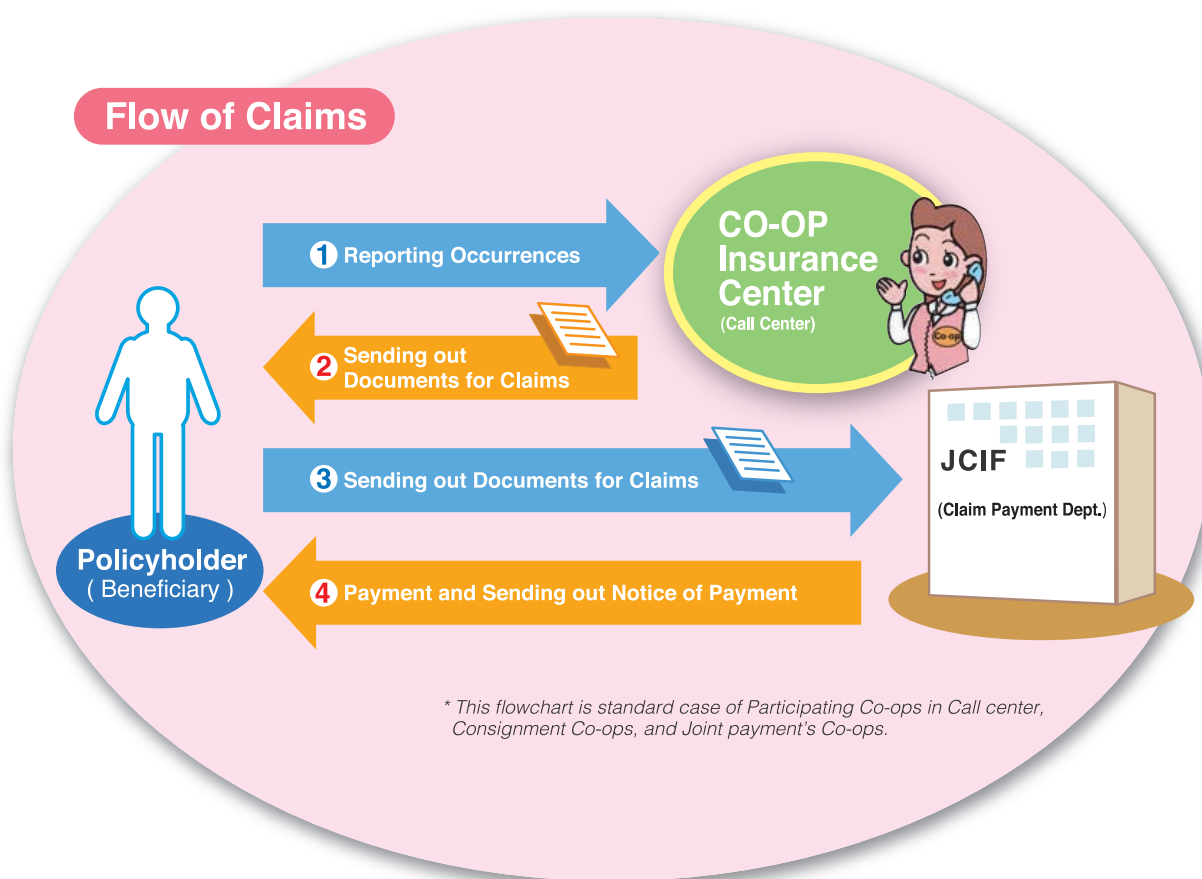 Flow of Claims
CO-OP
Insurance
Center
(Call Center)
Co-op
1 Reporting Occurrences
2 Sending out
Documents for Claims
3 Sending out Documents for Claims
JCIF
(Claim Payment Dept.)
Policyholder
( Beneficiary )
4 Payment and Sending out Notice of Payment
* This flowchart is standard case of Participating Co-ops in Call center,
Consignment Co-ops, and Joint payment's Co-ops.